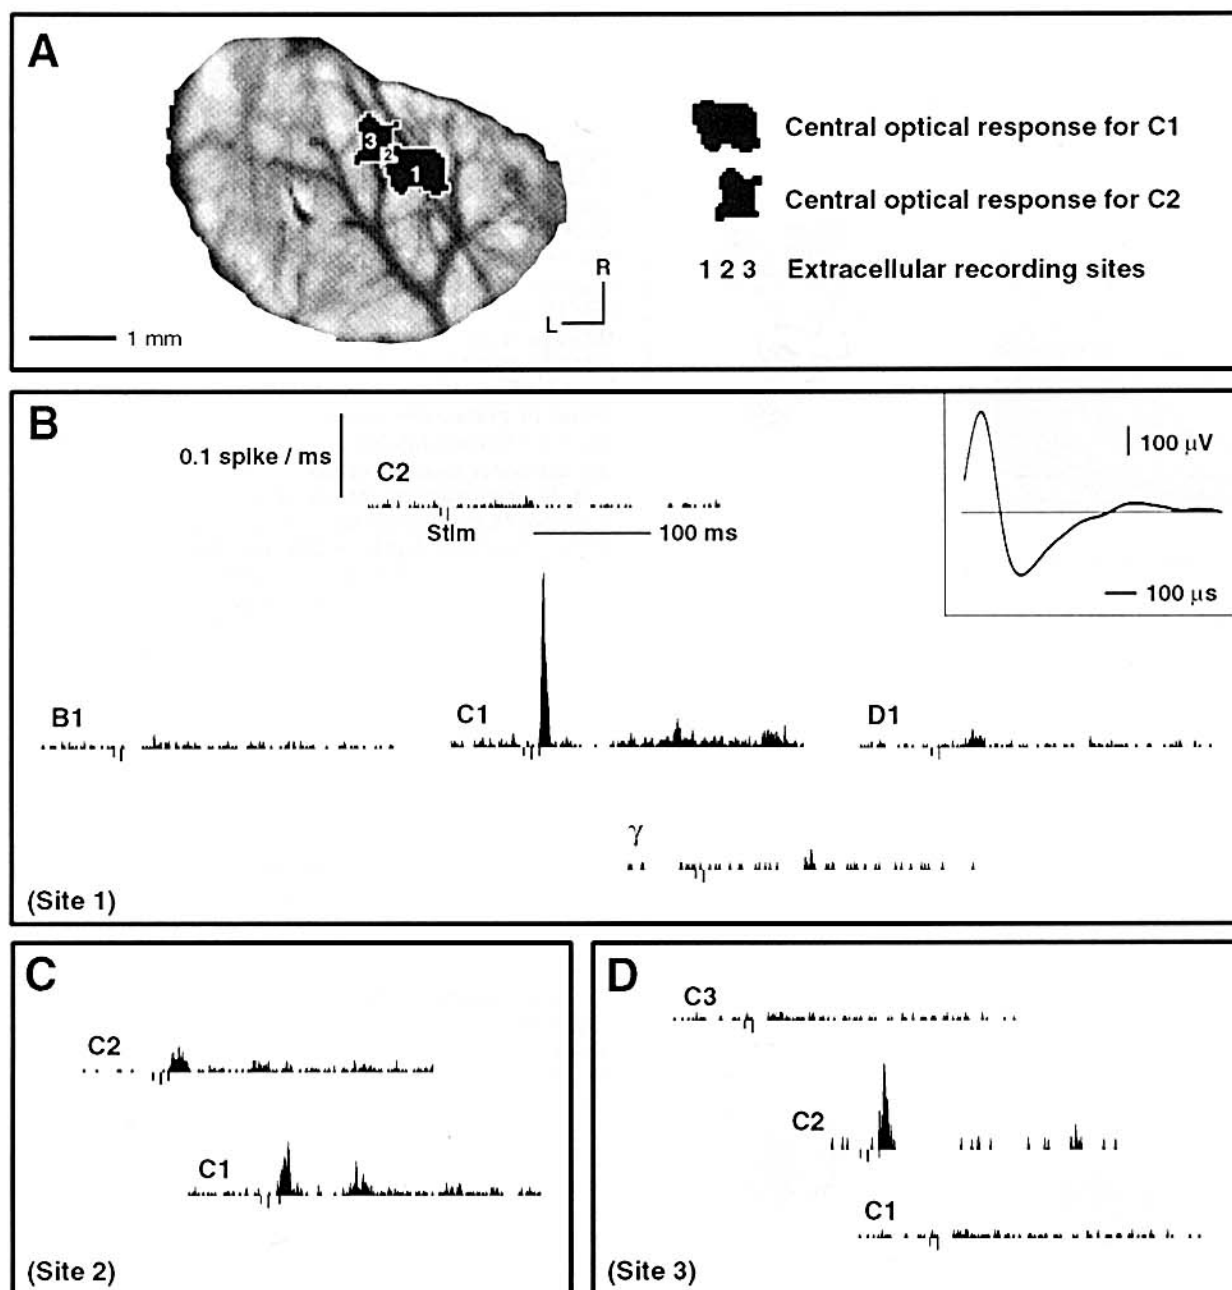 A
3
2
1
1 mm
R
L
Central optical response for C1
Central optical response for C2
1 2 3 Extracellular recording sites
B
0.1 spike / ms
C2
Stim
100 ms
100 µV
100 µs
B1
C1
D1
γ
(Site 1)
C
C2
C1
(Site 2)
D
C3
C2
C1
(Site 3)